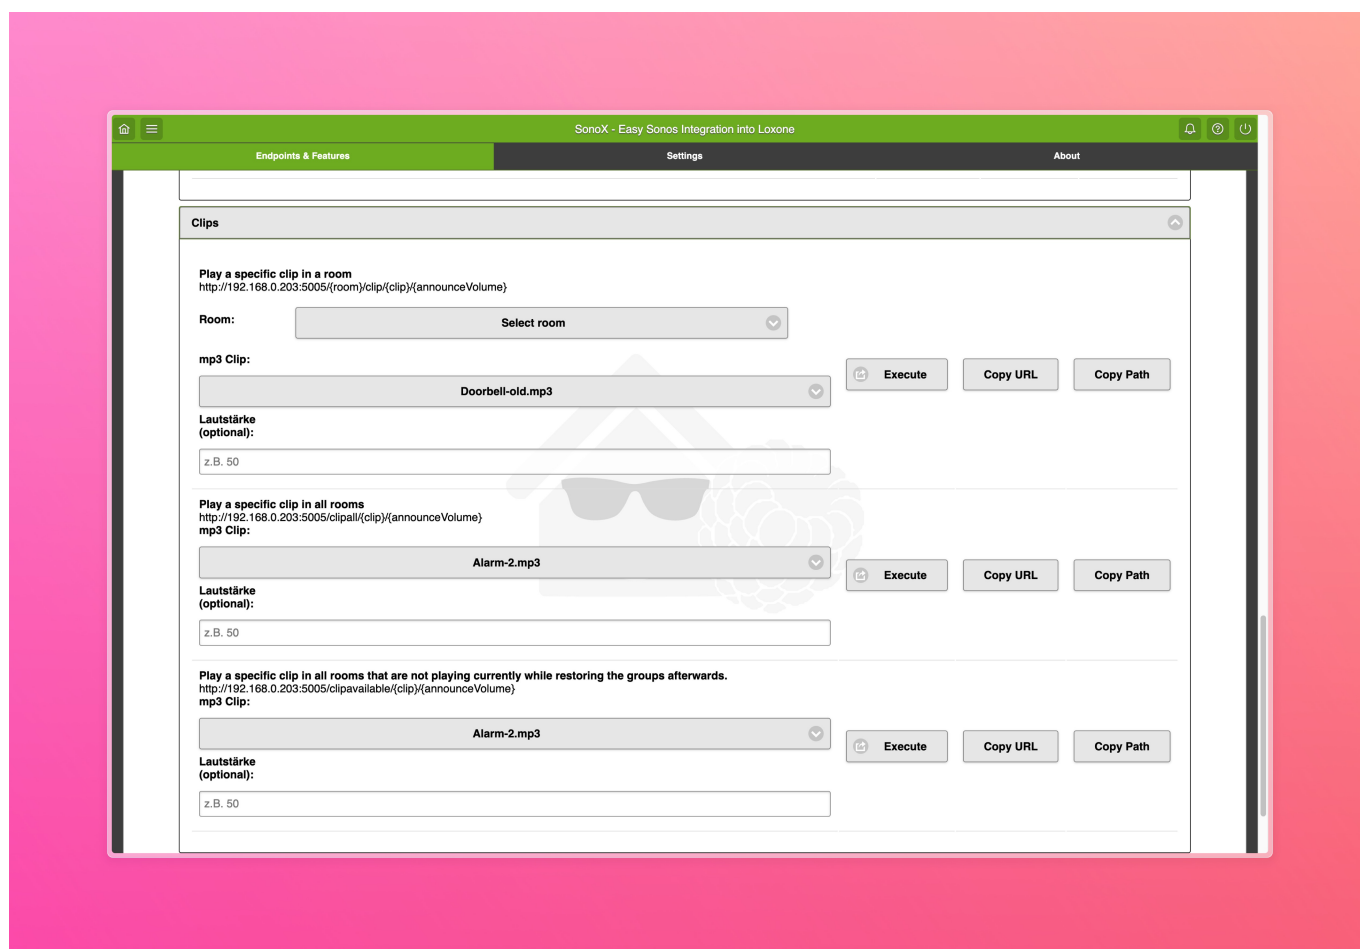 SonoX - Easy Sonos Integration into Loxone
Endpoints & Features
Settings
About
Clips
Play a specific clip in a room
http://192.168.0.203:5005/{room}/clip/{clip}/{announceVolume}
Room:
Select room
mp3 Clip:
Doorbell-old.mp3
Execute
Copy URL
Copy Path
Lautstärke
(optional):
z.B. 50
Play a specific clip in all rooms
http://192.168.0.203:5005/clipall/{clip}/{announceVolume}
mp3 Clip:
Alarm-2.mp3
Execute
Copy URL
Copy Path
Lautstärke
(optional):
z.B. 50
Play a specific clip in all rooms that are not playing currently while restoring the groups afterwards.
http://192.168.0.203:5005/clipavailable/{clip}/{announceVolume}
mp3 Clip:
Alarm-2.mp3
Execute
Copy URL
Copy Path
Lautstärke
(optional):
z.B. 50